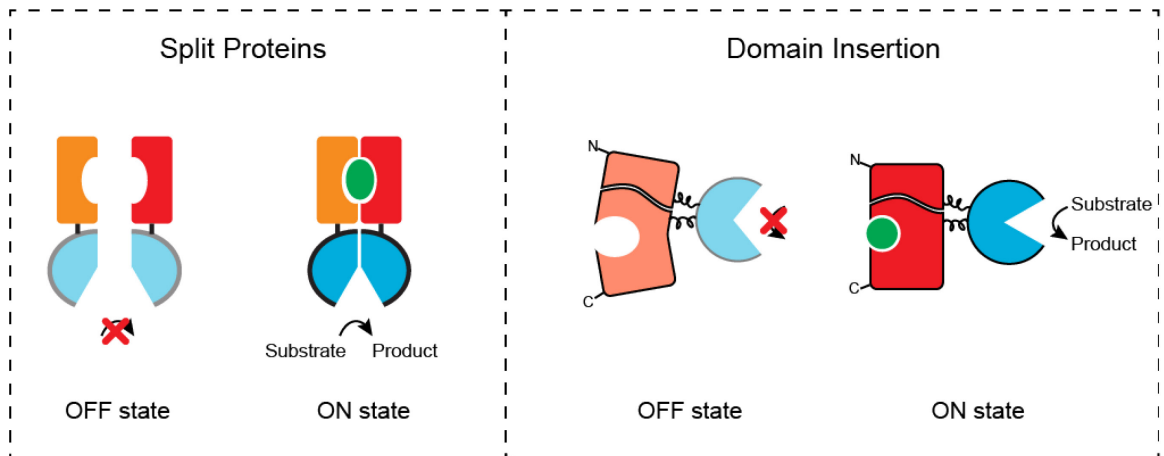 Split Proteins
Substrate Product
OFF state
ON state
Domain Insertion
N
C
N
C
Substrate
Product
OFF state
ON state